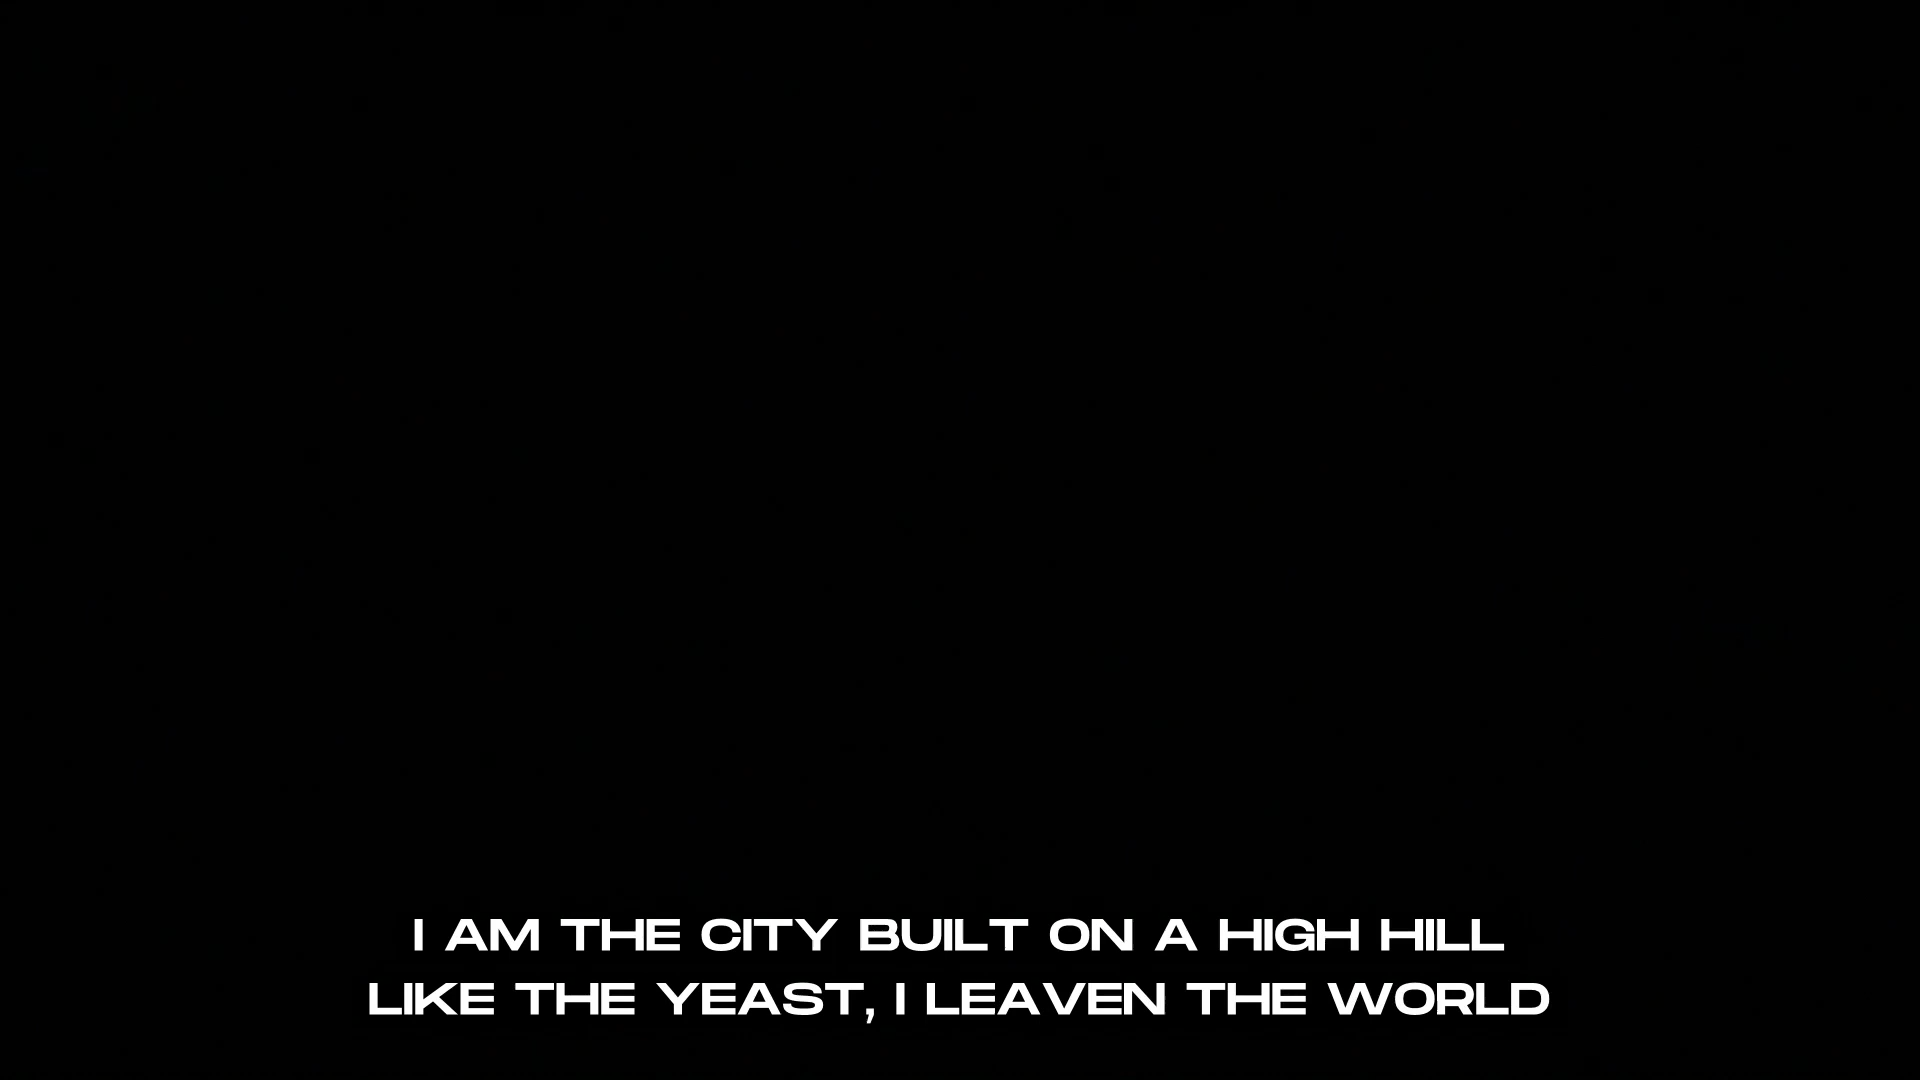 I AM THE CITY BUILT ON A HIGH HILL
LIKE THE YEAST, I LEAVEN THE WORLD